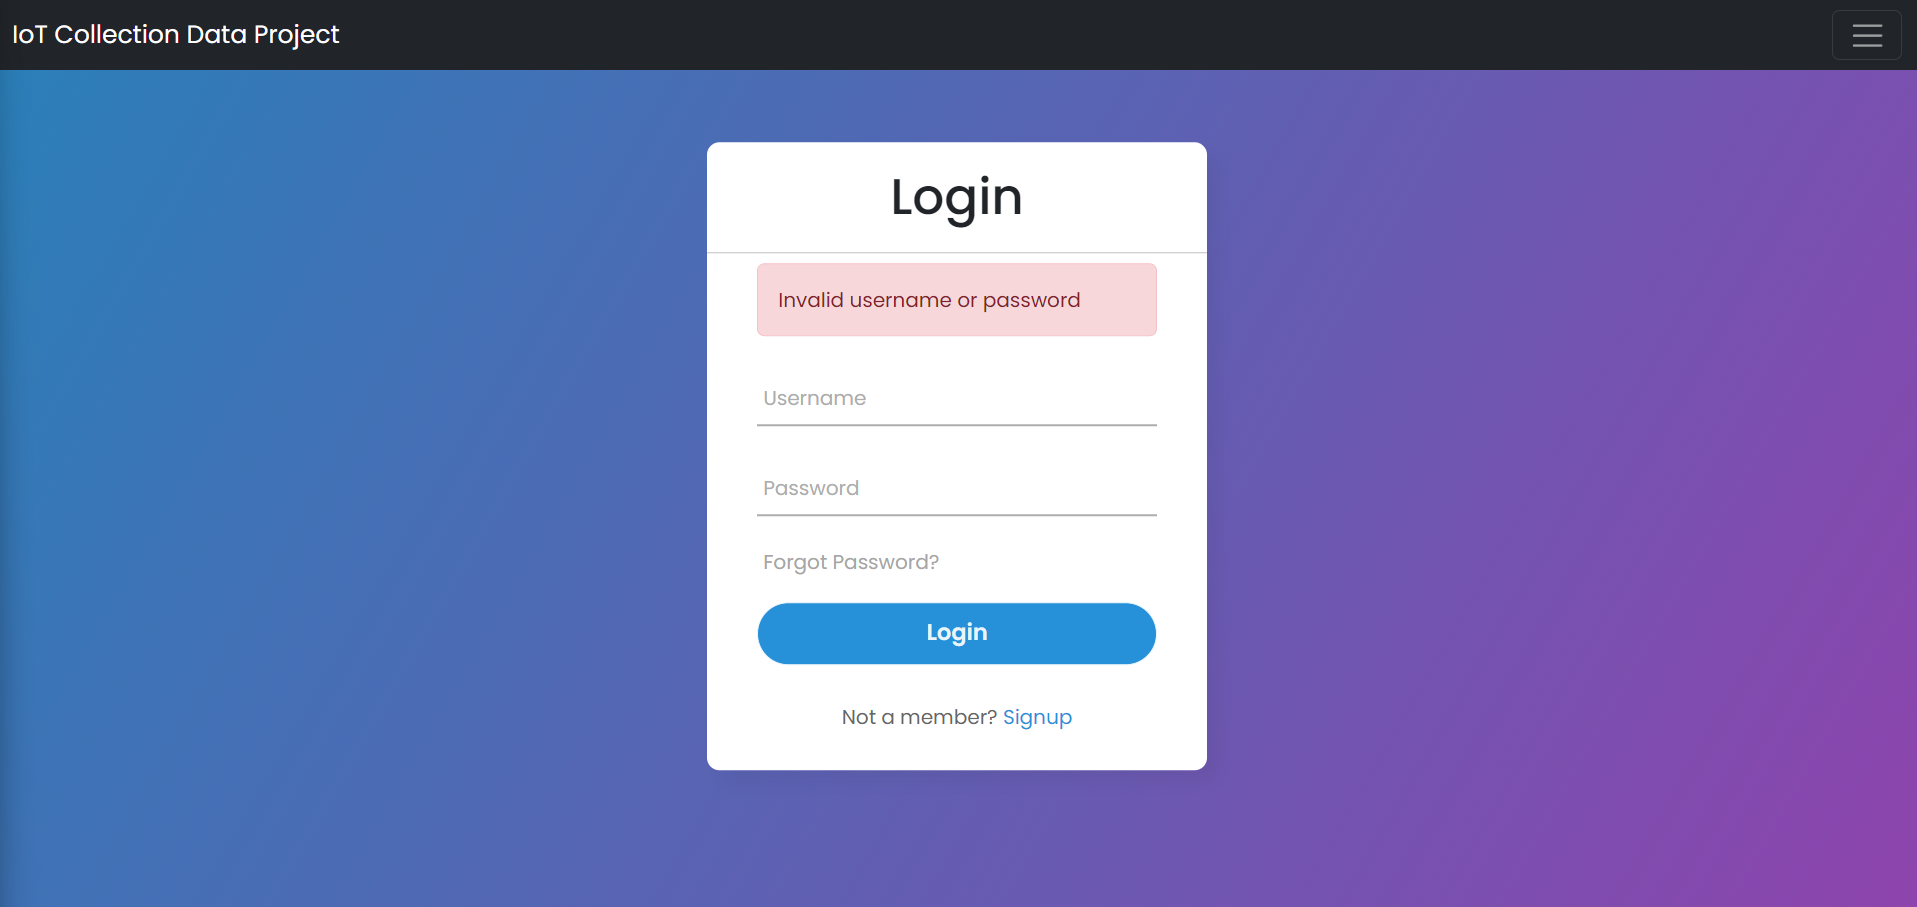 IoT Collection Data Project
Login
Invalid username or password
Username
Password
Forgot Password?
Login
Not a member? Signup